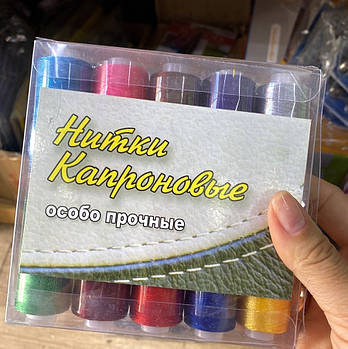 Нитки
Капроновые
особо прочные